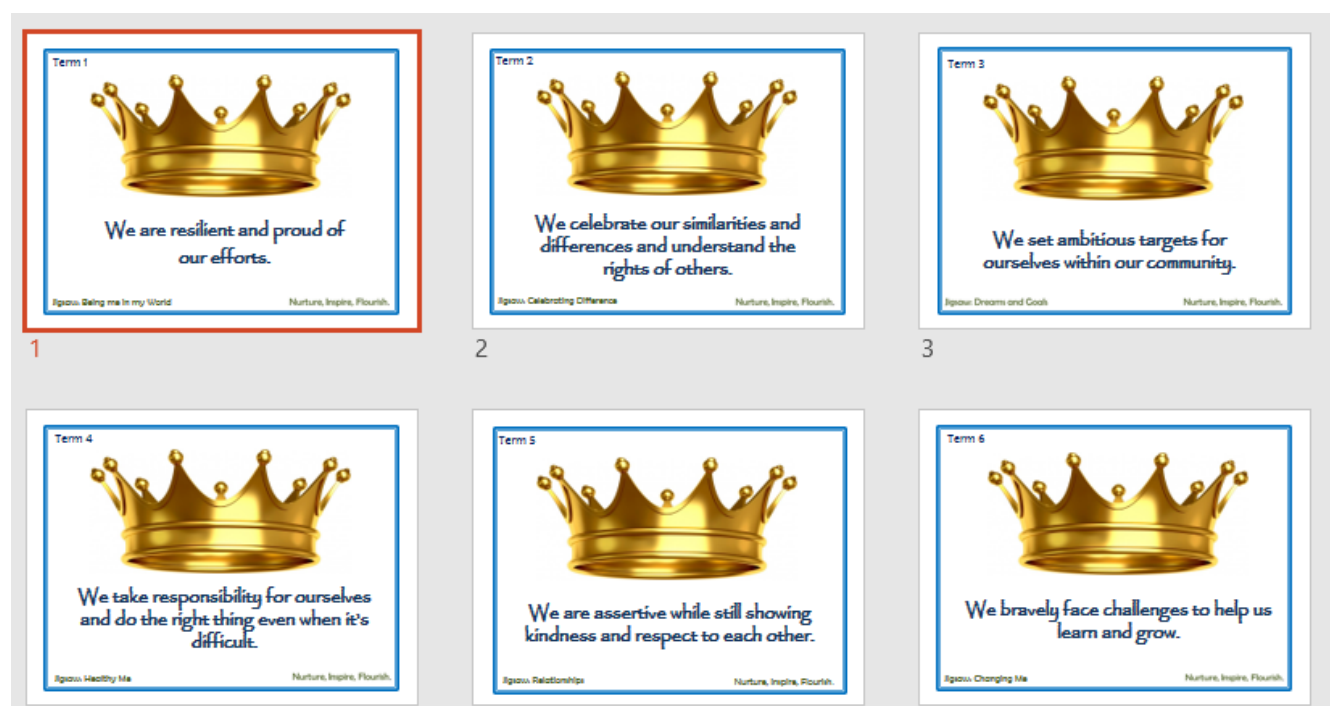 Term 1
We are resilient and proud of
our efforts.
Jigsaw: Being me in my World
Nurture, Inspire, Flourish.
1
Term 2
We celebrate our similarities and
differences and understand the
rights of others.
Jigsaw: Celebrating Difference
Nurture, Inspire, Flourish.
2
Term 3
We set ambitious targets for
ourselves within our community.
Jigsaw: Dreams and Goals
Nurture, Inspire, Flourish.
3
Term 4
We take responsibility for ourselves
and do the right thing even when it's
difficult.
Jigsaw: Healthy Me
Nurture, Inspire, Flourish.
Term 5
We are assertive while still showing
kindness and respect to each other.
Jigsaw: Relationships
Nurture, Inspire, Flourish.
Term 6
We bravely face challenges to help us
learn and grow.
Jigsaw: Changing Me
Nurture, Inspire, Flourish.